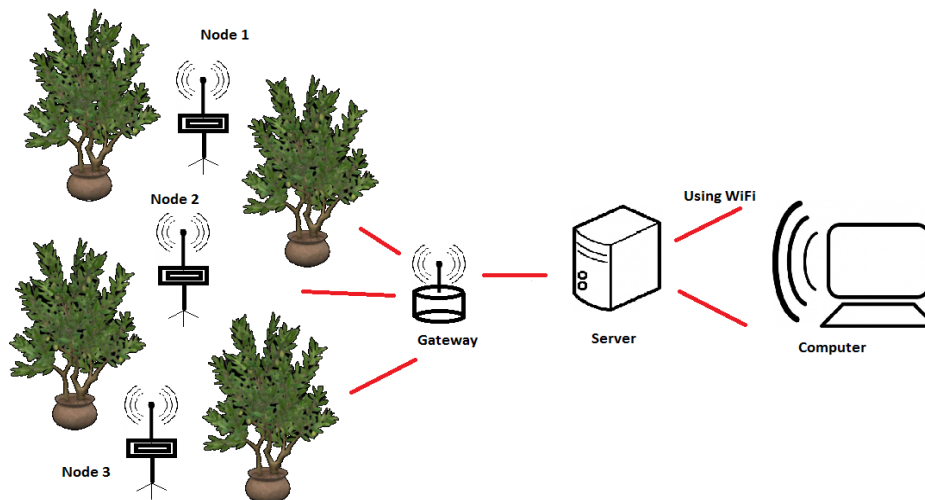 Node 1
Node 2
Using WiFi
Gateway
Server
Computer
Node 3